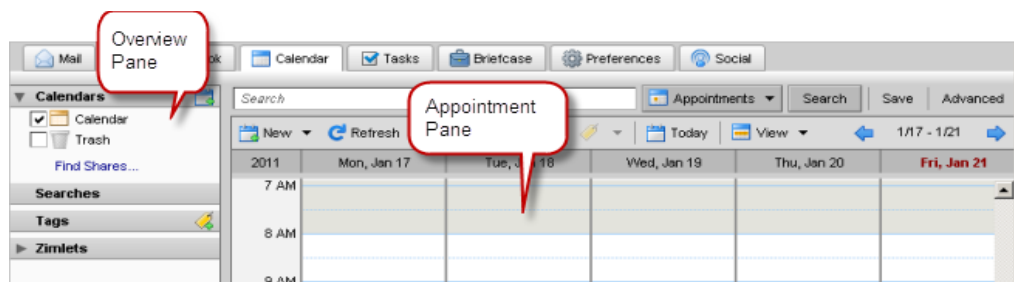 Overview
Pane
Mail
Calendar
Tasks
Briefcase
Preferences
Social
Calendars
Search
Appointment
Pane
Appointments
Search
Save
Advanced
Calendar
Trash
Find Shares...
New
Refresh
Today
View
1/17 - 1/21
2011
Mon, Jan 17
Tue, J 18
Wed, Jan 19
Thu, Jan 20
Fri, Jan 21
Searches
Tags
Zimlets
7 AM
8 AM
9 AM